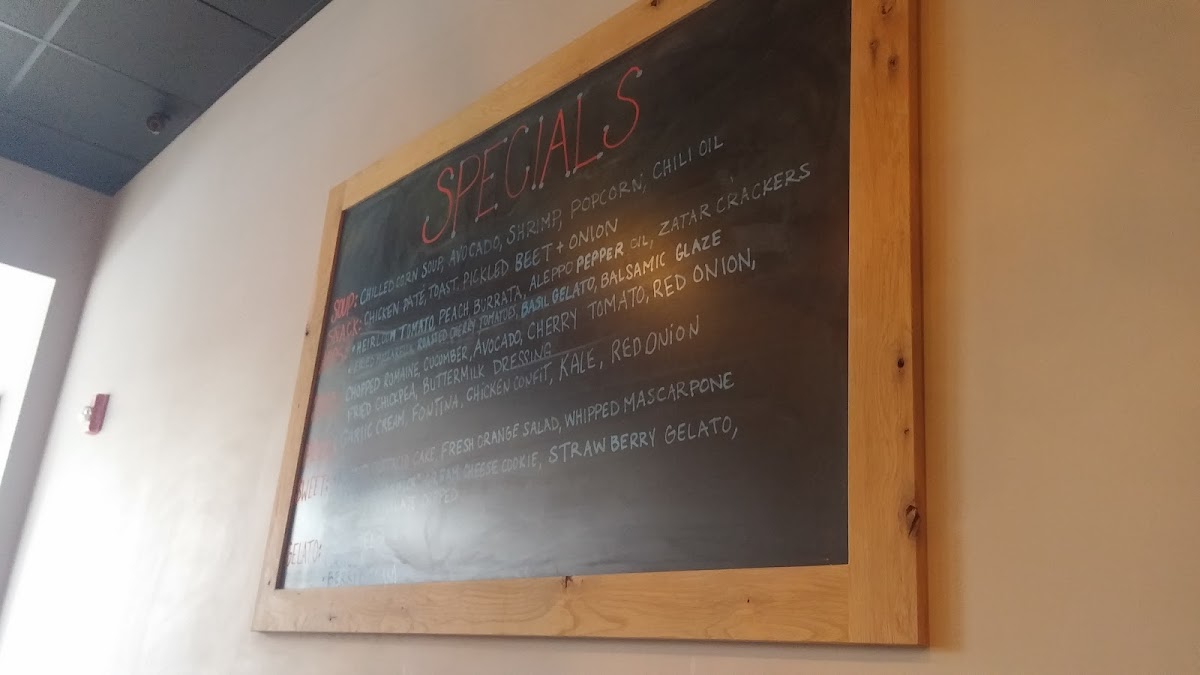 SPECIALS
SOUP: CHILLED CORN SOUP, AVOCADO, SHRIMP, POPCORN, CHILI OIL
SNACK: CHICKEN PATE, TOAST, PICKLED BEET + ONION
• HEIRLOOM TOMATO, PEACH BURRATA, ALEPPO PEPPER OIL, ZATAR CRACKERS
• FRIED MOZZARELLA, ROASTED CHERRY TOMATOES, BASIL GELATO, BALSAMIC GLAZE
CHOPPED ROMAINE, CUCUMBER, AVOCADO, CHERRY TOMATO, RED ONION,
FRIED CHICKPEA, BUTTERMILK DRESSING
GARLIC CREAM, FONTINA, CHICKEN CONFIT, KALE, RED ONION
SWEET: CAKE, FRESH ORANGE SALAD, WHIPPED MASCARPONE
CREAM CHEESE COOKIE, STRAWBERRY GELATO,
GELATO: